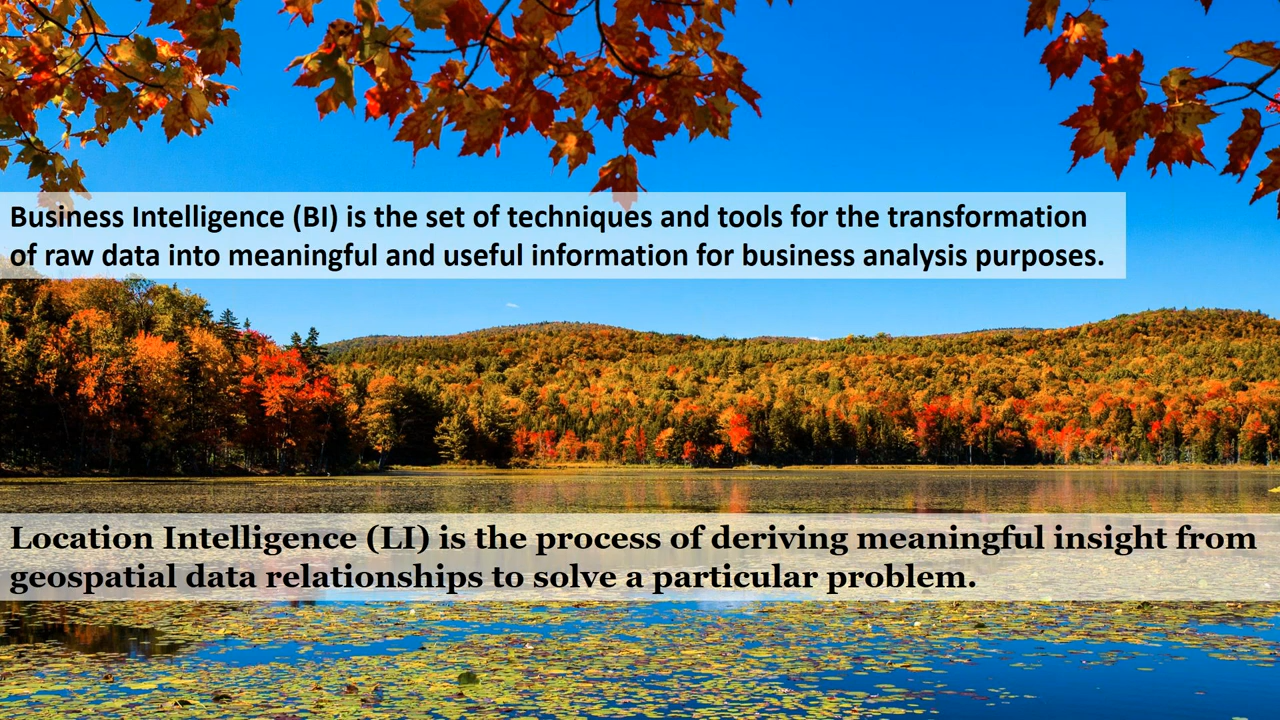 Business Intelligence (BI) is the set of techniques and tools for the transformation
of raw data into meaningful and useful information for business analysis purposes.
Location Intelligence (LI) is the process of deriving meaningful insight from
geospatial data relationships to solve a particular problem.